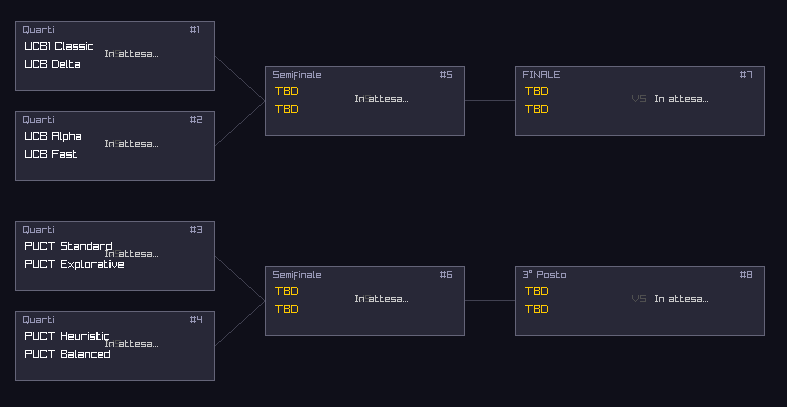 Quarti #1
UCB1 Classic
In attesa...
UCB Delta
Quarti #2
UCB Alpha
In attesa...
UCB Fast
Semifinale #5
TBD
In attesa...
TBD
FINALE #7
TBD
VS In attesa...
TBD
Quarti #3
PUCT Standard
In attesa...
PUCT Explorative
Quarti #4
PUCT Heuristic
In attesa...
PUCT Balanced
Semifinale #6
TBD
In attesa...
TBD
3° Posto #8
TBD
VS In attesa...
TBD